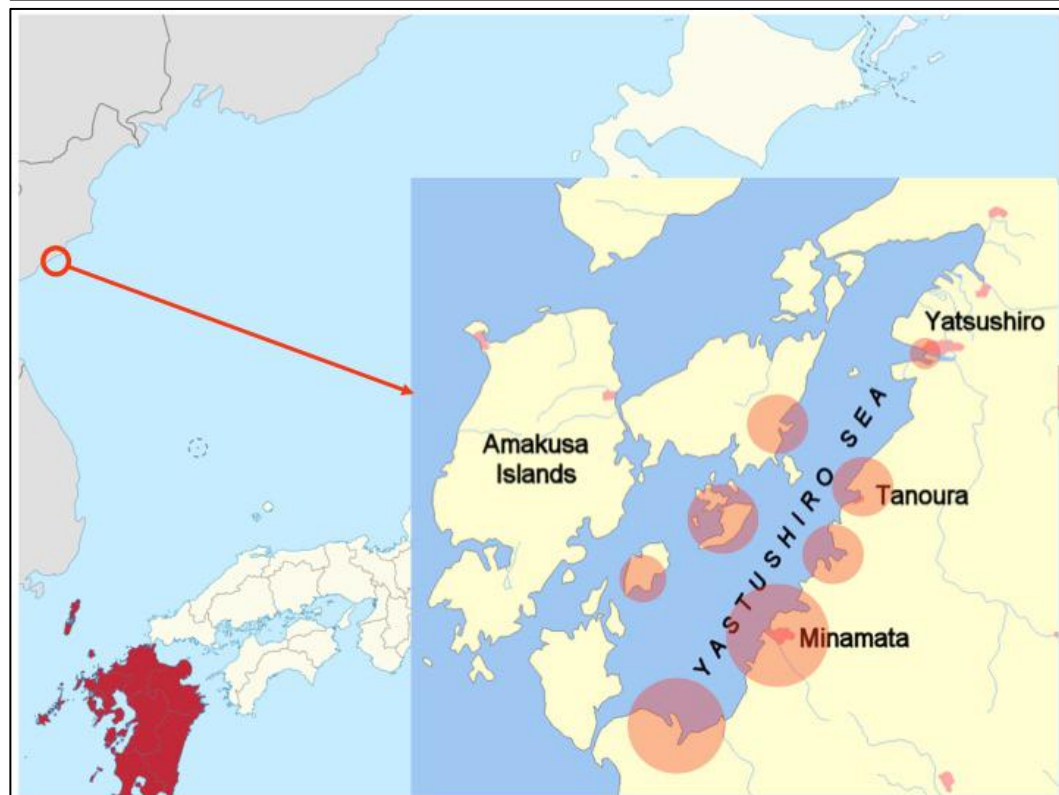 Yatsushiro
Amakusa
Islands
YASTUSHIRO SEA
Tanoura
Minamata